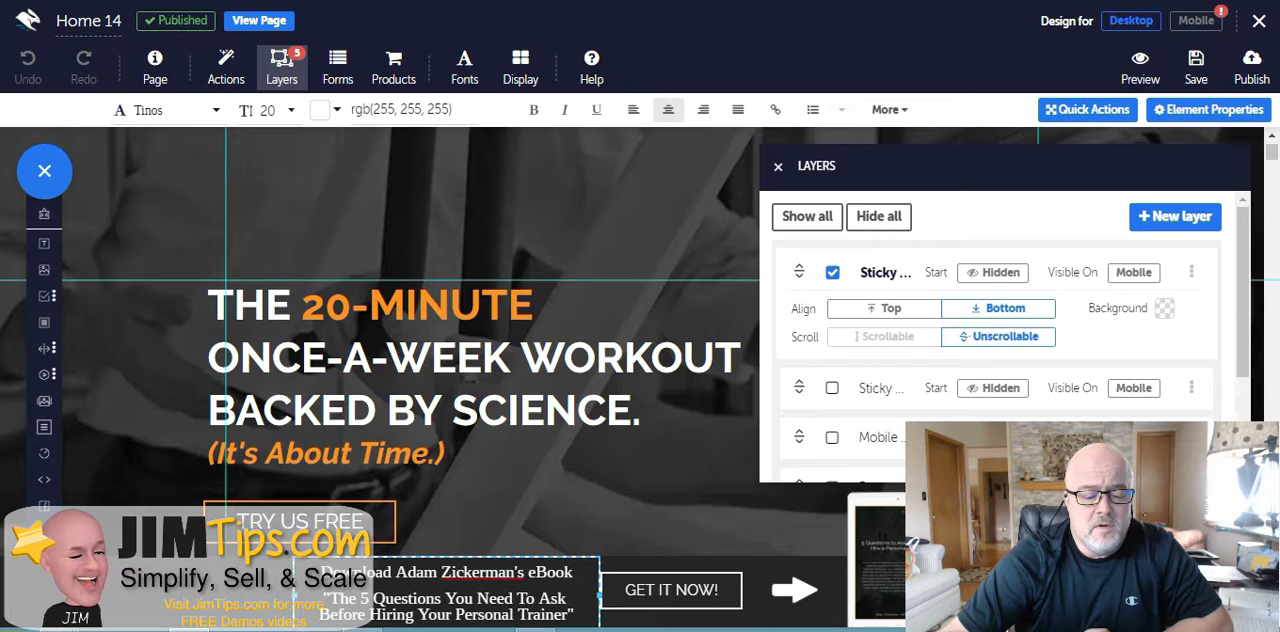 Home 14
Published
View Page
Design for
Desktop
Mobile
!
Undo
Redo
Page
Actions
5
Layers
Forms
Products
Fonts
Display
Help
Preview
Save
Publish
A Tinos
TI 20
rgb(255, 255, 255)
B I U
More
Quick Actions
Element Properties
LAYERS
Show all
Hide all
+ New layer
Sticky ...
Start
Hidden
Visible On
Mobile
Align
Top
Bottom
Background
Scroll
Scrollable
Unscrollable
Sticky ...
Start
Hidden
Visible On
Mobile
Mobile ..
THE 20-MINUTE
ONCE-A-WEEK WORKOUT
BACKED BY SCIENCE.
(It's About Time.)
TRY US FREE
Download Adam Zickerman's eBook
"The 5 Questions You Need To Ask
Before Hiring Your Personal Trainer"
GET IT NOW!
JIMTips.com
Simplify, Sell, & Scale
Visit JimTips.com for more
FREE Demos videos
JIM